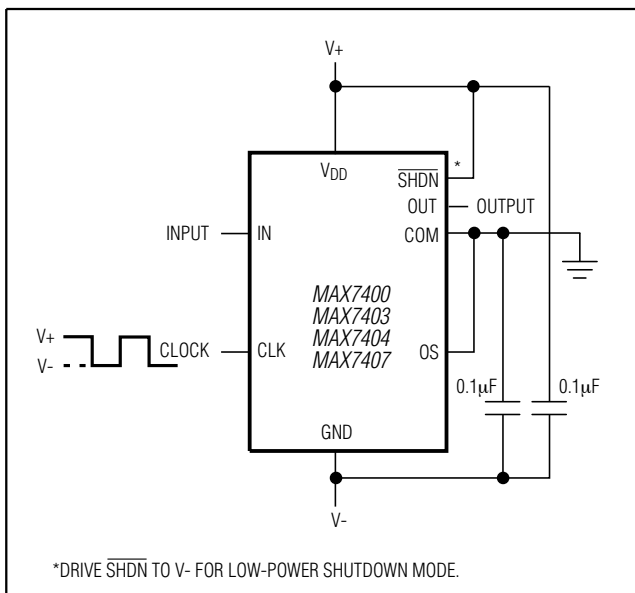 V+
VDD
*
SHDN
OUT
OUTPUT
INPUT
IN
COM
MAX7400
MAX7403
MAX7404
MAX7407
V+
V-
CLOCK
CLK
OS
0.1µF
0.1µF
GND
V-
*DRIVE SHDN TO V- FOR LOW-POWER SHUTDOWN MODE.